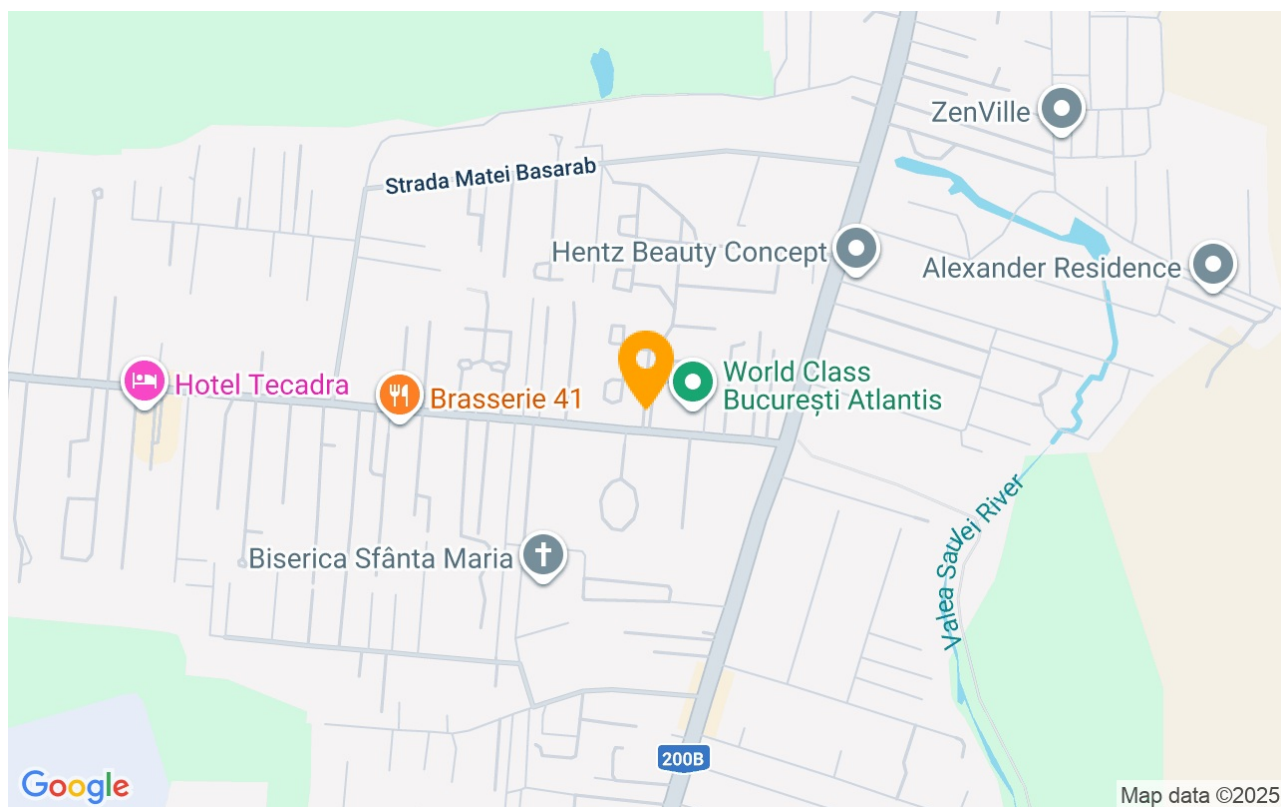 ZenVille
Strada Matei Basarab
Hentz Beauty Concept
Alexander Residence
Hotel Tecadra
Brasserie 41
World Class
București Atlantis
Biserica Sfânta Maria
Valea Saulei River
200B
Google
Map data ©2025